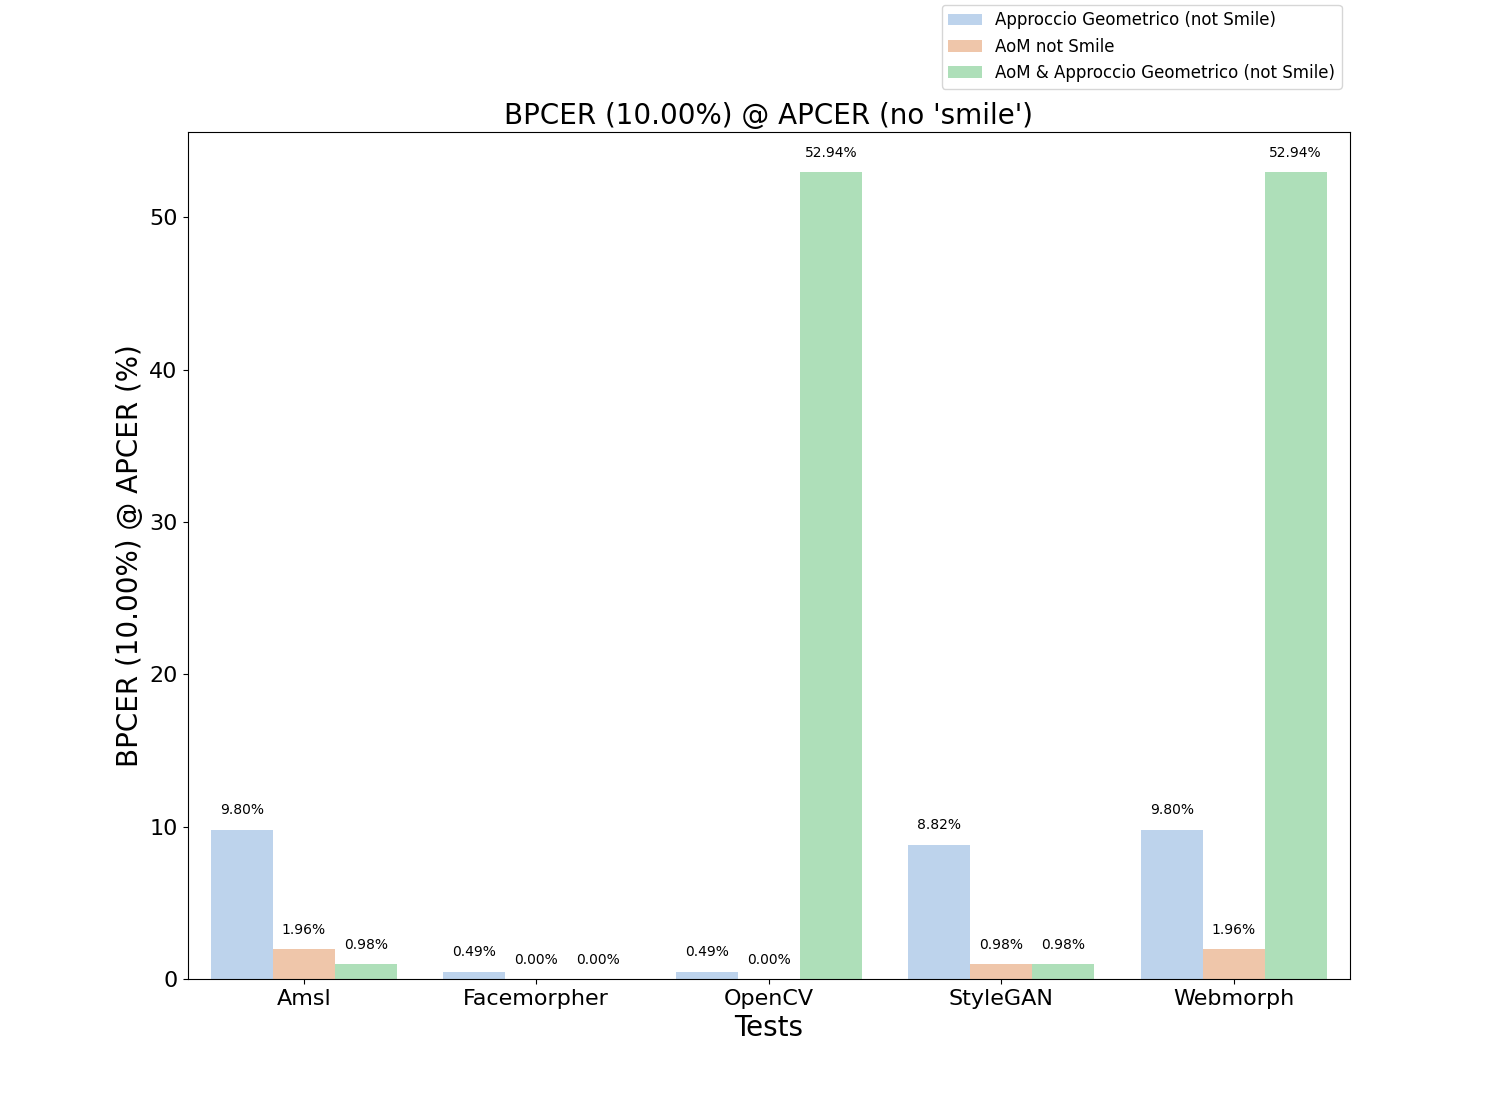 Approccio Geometrico (not Smile)
AoM not Smile
AoM & Approccio Geometrico (not Smile)
BPCER (10.00%) @ APCER (no 'smile')
BPCER (10.00%) @ APCER (%)
50
40
30
20
10
0
52.94%
52.94%
9.80%
1.96%
0.98%
0.49%
0.00%
0.00%
0.49%
0.00%
8.82%
0.98%
0.98%
9.80%
1.96%
Amsl
Facemorpher
OpenCV
StyleGAN
Webmorph
Tests